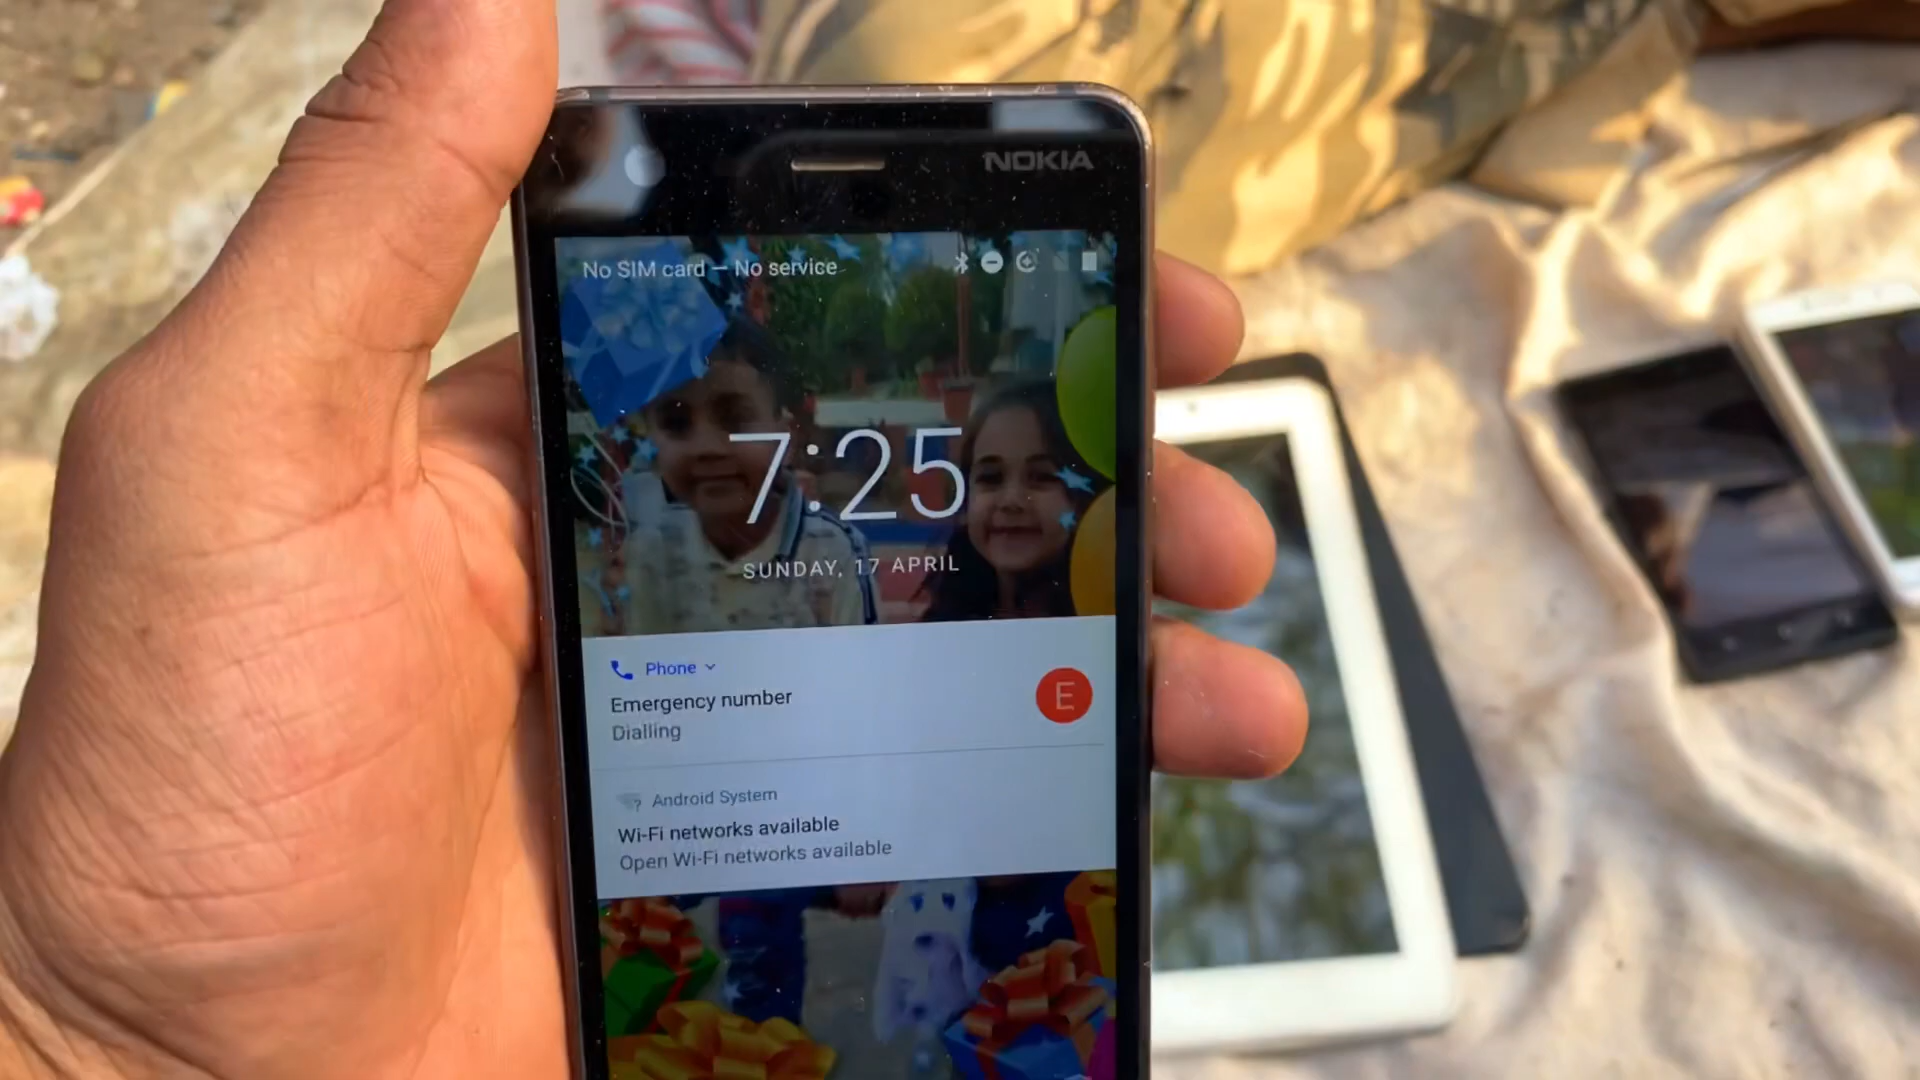 NOKIA
No SIM card — No service
7:25
SUNDAY, 17 APRIL
Phone
Emergency number
Dialling
E
Android System
Wi-Fi networks available
Open Wi-Fi networks available